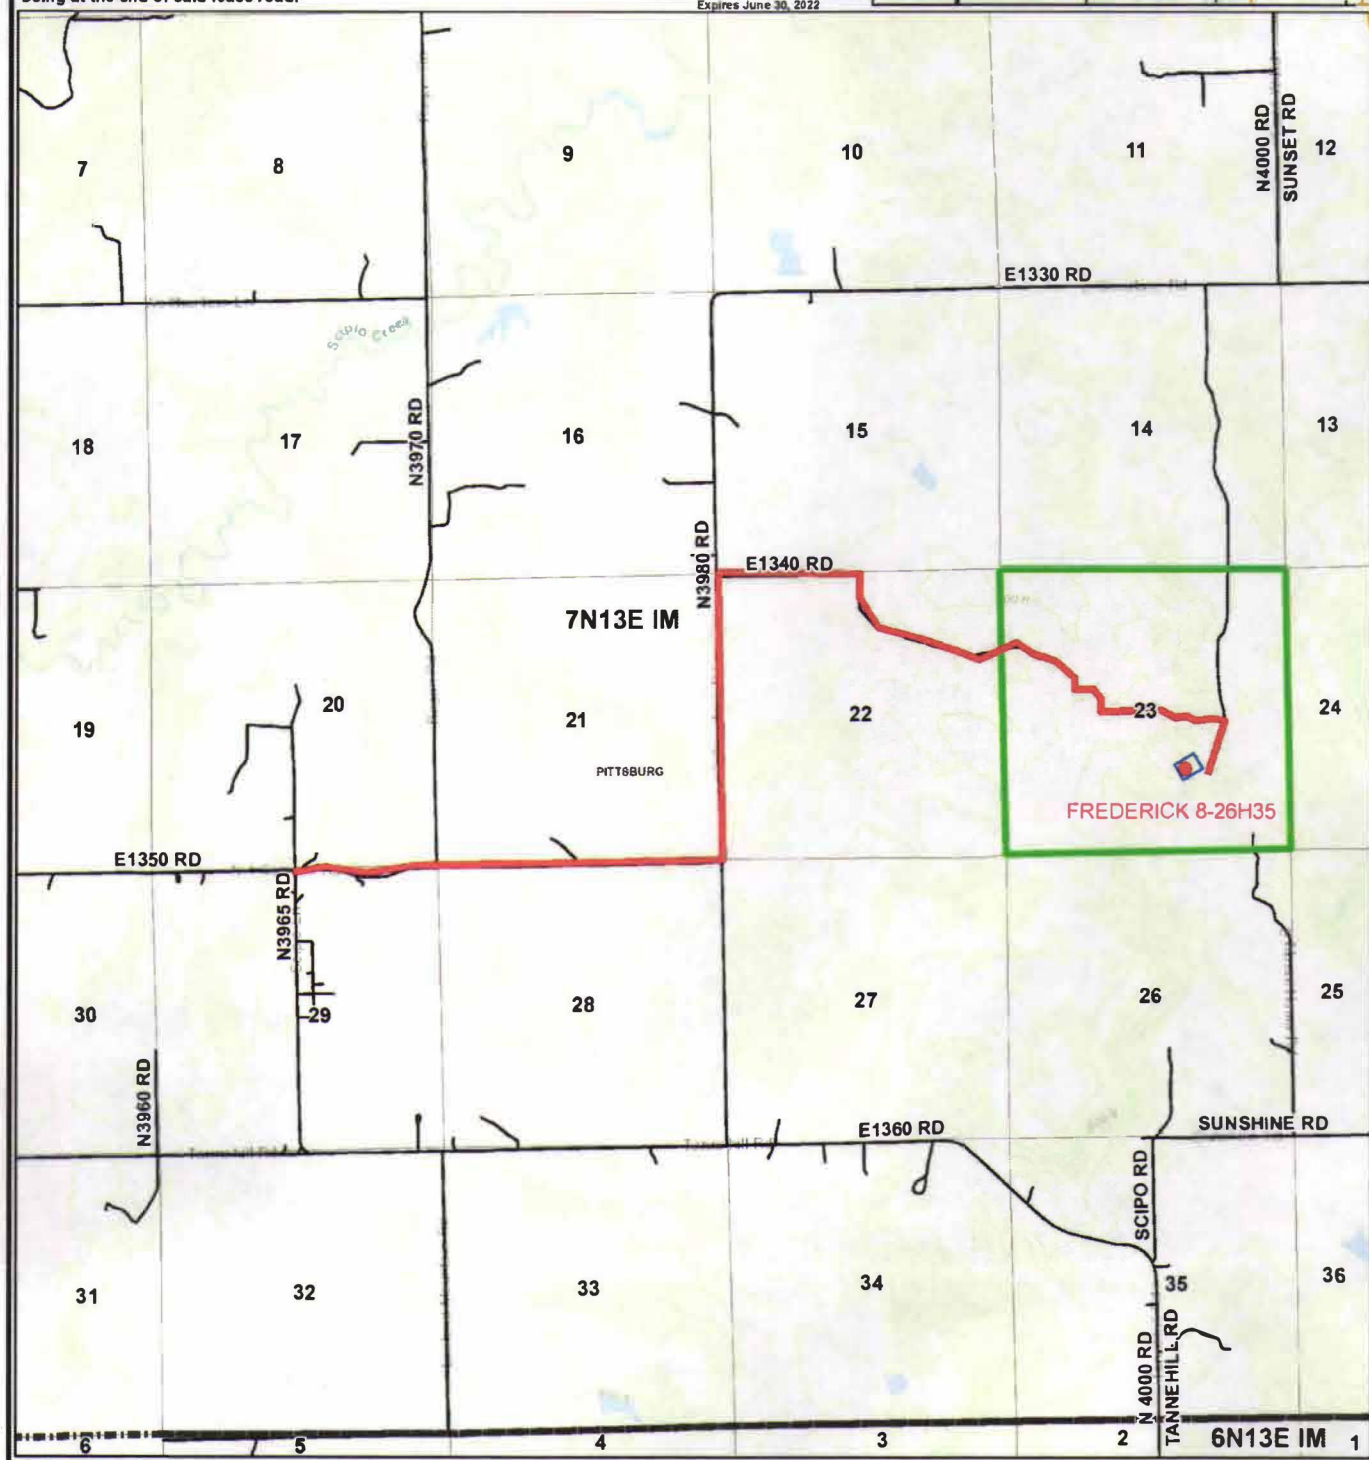 Expires June 30, 2022
7
8
9
10
11
12
N4000 RD
SUNSET RD
E1330 RD
Scipio Creek
18
17
N3970 RD
16
15
14
13
N3980 RD
E1340 RD
7N13E IM
19
20
21
22
23
24
PITTSBURG
FREDERICK 8-26H35
E1350 RD
N3965 RD
30
29
28
27
26
25
N3960 RD
E1360 RD
SUNSHINE RD
Tannehill Rd
Tannehill Rd
SCIPO RD
31
32
33
34
35
36
N 4000 RD
TANNEHILL RD
6
5
4
3
2
6N13E IM
1